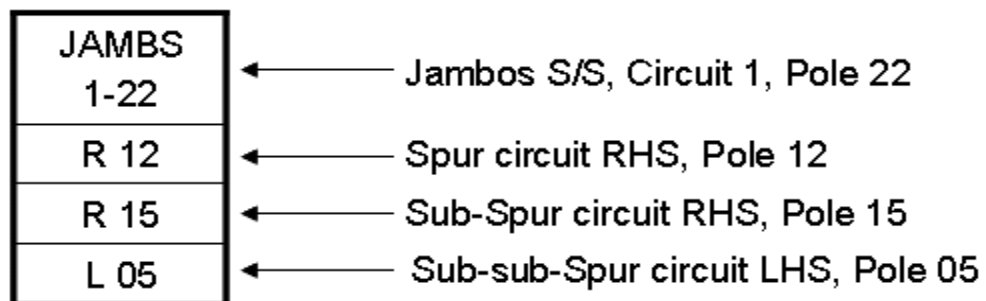 JAMBS
1-22
Jambos S/S, Circuit 1, Pole 22
R 12
Spur circuit RHS, Pole 12
R 15
Sub-Spur circuit RHS, Pole 15
L 05
Sub-sub-Spur circuit LHS, Pole 05